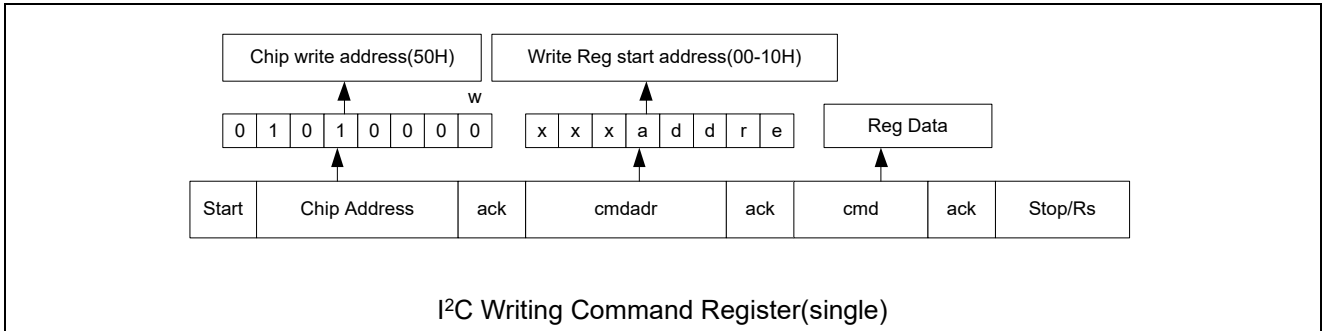 Chip write address(50H) Write Reg start address(00-10H)
w
0 1 0 1 0 0 0 0 x x x a d d r e Reg Data
Start Chip Address ack cmdadr ack cmd ack Stop/Rs
I²C Writing Command Register(single)